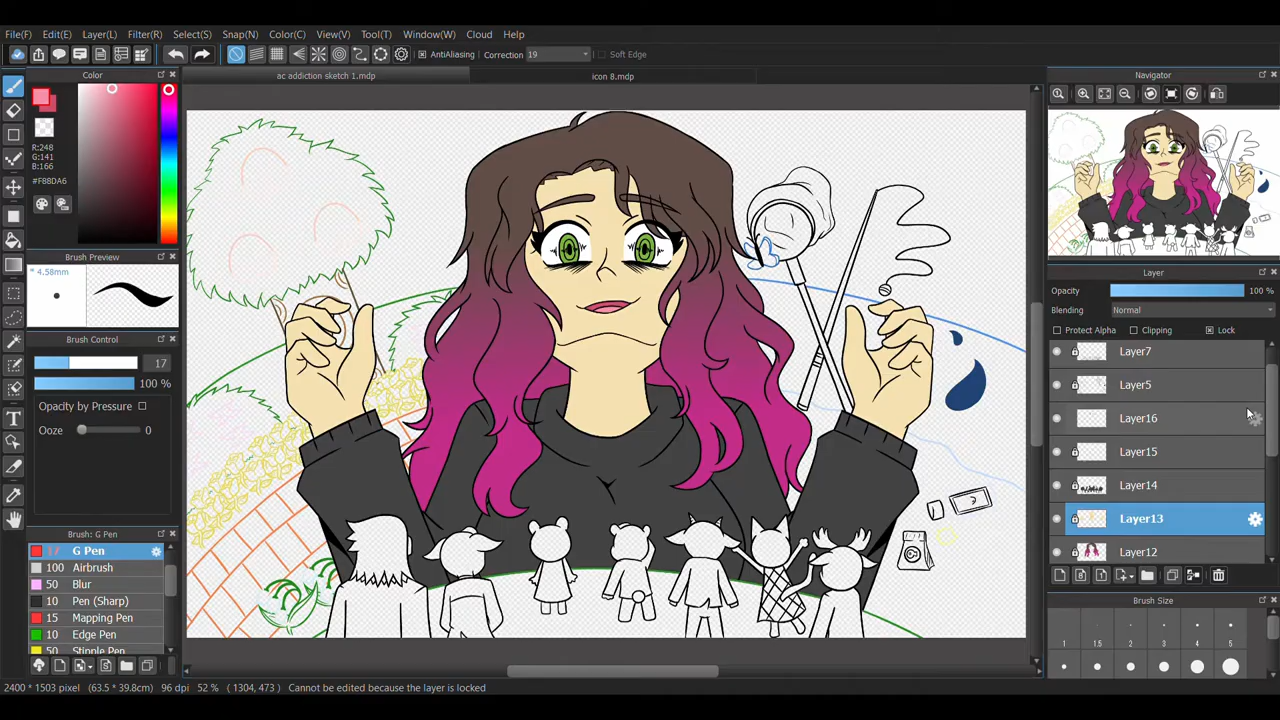 File(F) Edit(E) Layer(L) Filter(R) Select(S) Snap(N) Color(C) View(V) Tool(T) Window(W) Cloud Help
AntiAliasing Correction 19 Soft Edge
Color
ac addiction sketch 1.mdp
icon 8.mdp
Navigator
R:248
G:141
B:166
#F88DA6
Brush Preview
* 4.58mm
Brush Control
17
100 %
Opacity by Pressure
Ooze 0
Brush: G Pen
17 G Pen
100 Airbrush
50 Blur
10 Pen (Sharp)
15 Mapping Pen
10 Edge Pen
50 Stipple Pen
Layer
Opacity 100 %
Blending Normal
Protect Alpha Clipping Lock
Layer7
Layer5
Layer16
Layer15
Layer14
Layer13
Layer12
Brush Size
1 1.5 2 3 4 5
2400 * 1503 pixel (63.5 * 39.8cm) 96 dpi 52 % ( 1304, 473 ) Cannot be edited because the layer is locked